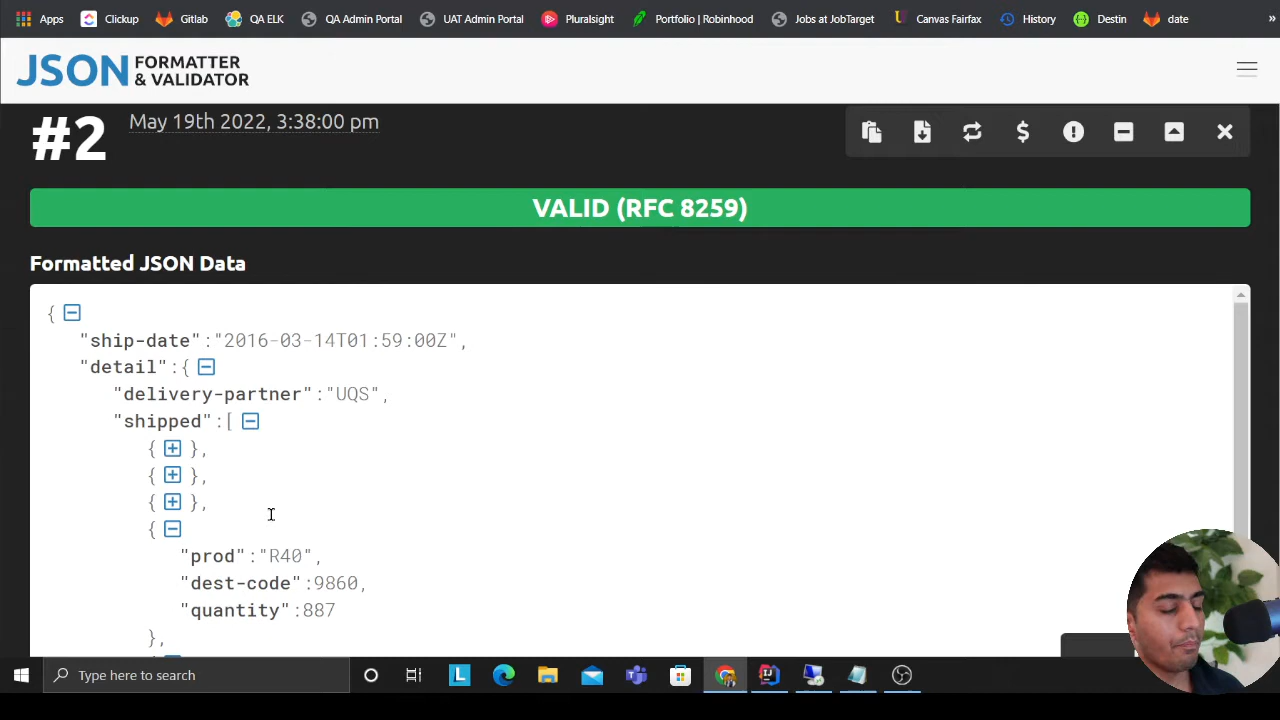 Apps Clickup Gitlab QA ELK QA Admin Portal UAT Admin Portal Pluralsight Portfolio | Robinhood Jobs at JobTarget Canvas Fairfax History Destin date »
JSON FORMATTER
& VALIDATOR
#2 May 19th 2022, 3:38:00 pm
VALID (RFC 8259)
Formatted JSON Data
{
"ship-date":"2016-03-14T01:59:00Z",
"detail":{
"delivery-partner":"UQS",
"shipped":[
{ },
{ },
{ },
{
"prod":"R40",
"dest-code":9860,
"quantity":887
},
Type here to search